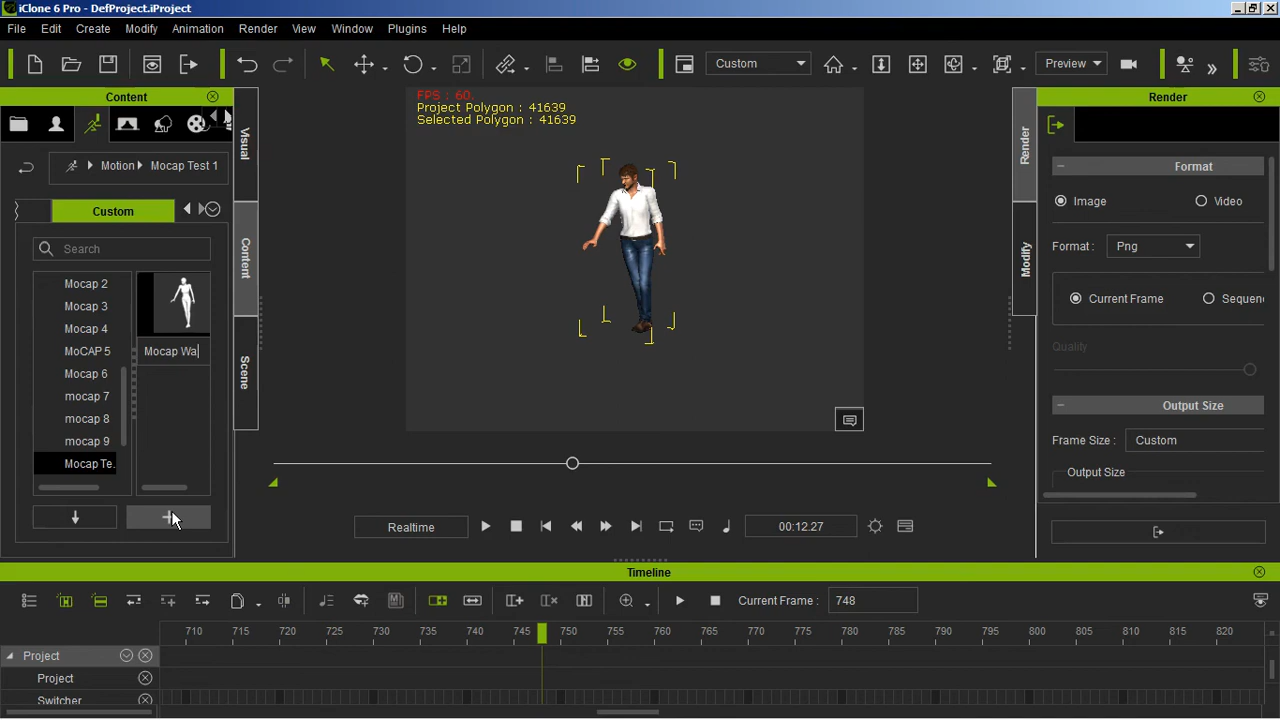 iClone 6 Pro - DefProject.iProject
File Edit Create Modify Animation Render View Window Plugins Help
Custom
Preview
Content
Render
FPS : 60.
Project Polygon : 41639
Selected Polygon : 41639
Motion Mocap Test 1
Custom
Search
Mocap 2
Mocap 3
Mocap 4
MoCAP 5
Mocap 6
mocap 7
mocap 8
mocap 9
Mocap Te.
Mocap Wa
Visual
Content
Scene
Render
Modify
Format
Image Video
Format : Png
Current Frame Sequen
Quality
Output Size
Frame Size : Custom
Output Size
Realtime
00:12.27
Timeline
Current Frame : 748
710 715 720 725 730 735 740 745 750 755 760 765 770 775 780 785 790 795 800 805 810 815 820
Project
Project
Switcher